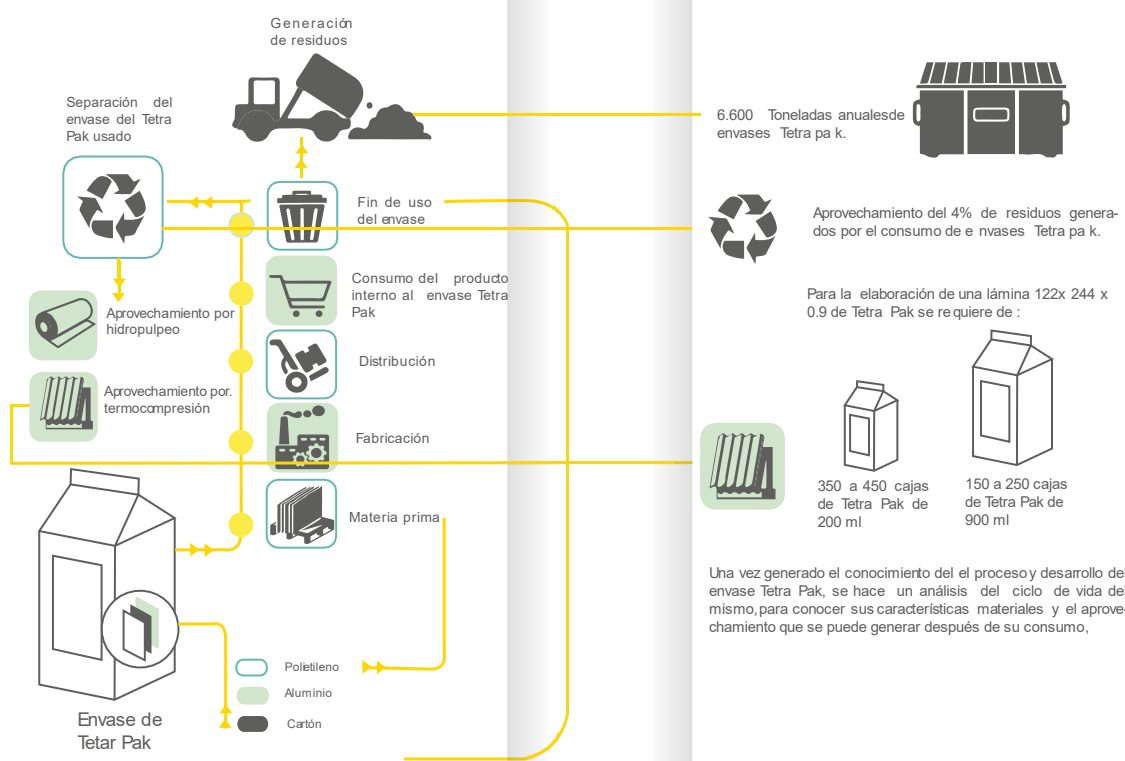 Generación
de residuos
Separación del
envase del Tetra
Pak usado
Fin de uso
del envase
Consumo del producto
interno al envase Tetra
Pak
Aprovechamiento por
hidropulpeo
Distribución
Aprovechamiento por.
termocompresión
Fabricación
Materia prima
Polietileno
Aluminio
Cartón
Envase de
Tetar Pak
6.600 Toneladas anualesde
envases Tetra pa k.
Aprovechamiento del 4% de residuos genera-
dos por el consumo de e nvases Tetra pa k.
Para la elaboración de una lámina 122x 244 x
0.9 de Tetra Pak se re quiere de :
350 a 450 cajas
de Tetra Pak de
200 ml
150 a 250 cajas
de Tetra Pak de
900 ml
Una vez generado el conocimiento del el proceso y desarrollo del
envase Tetra Pak, se hace un análisis del ciclo de vida del
mismo, para conocer sus características materiales y el aprove-
chamiento que se puede generar después de su consumo,